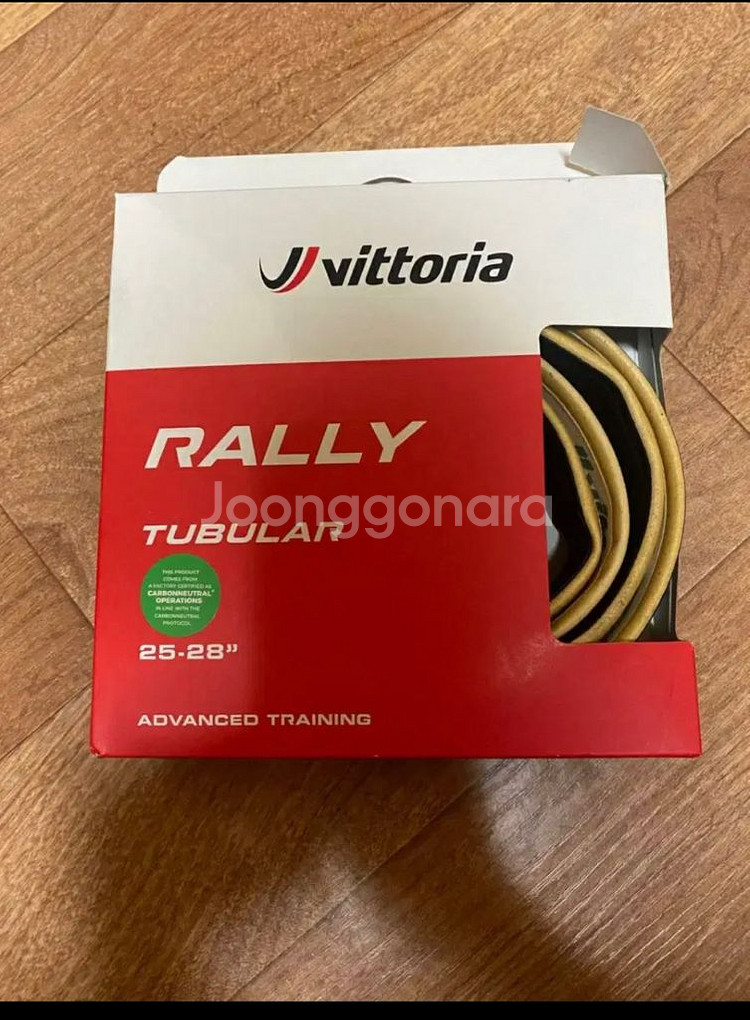 vittoria
RALLY
Joonggonara
TUBULAR
THIS PRODUCT
COMES FROM
A FACTORY CERTIFIED AS
CARBONNEUTRAL®
OPERATIONS
IN LINE WITH THE
CARBONNEUTRAL
PROTOCOL
25-28”
ADVANCED TRAINING